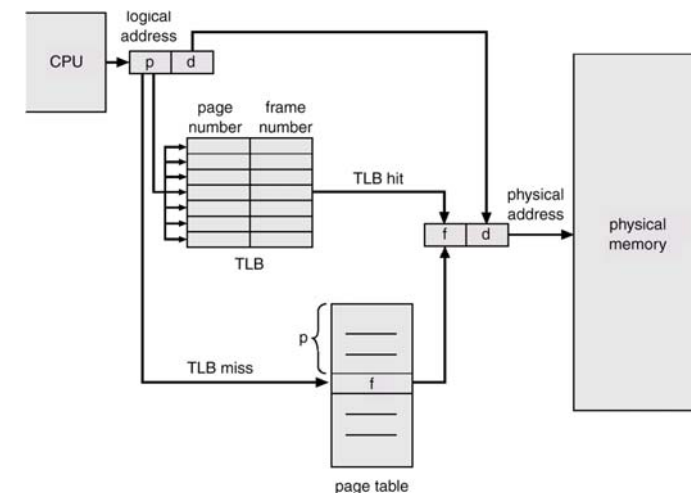 logical
address
CPU
p d
page
number
frame
number
TLB hit
physical
address
f d
physical
memory
TLB
p
TLB miss
f
page table